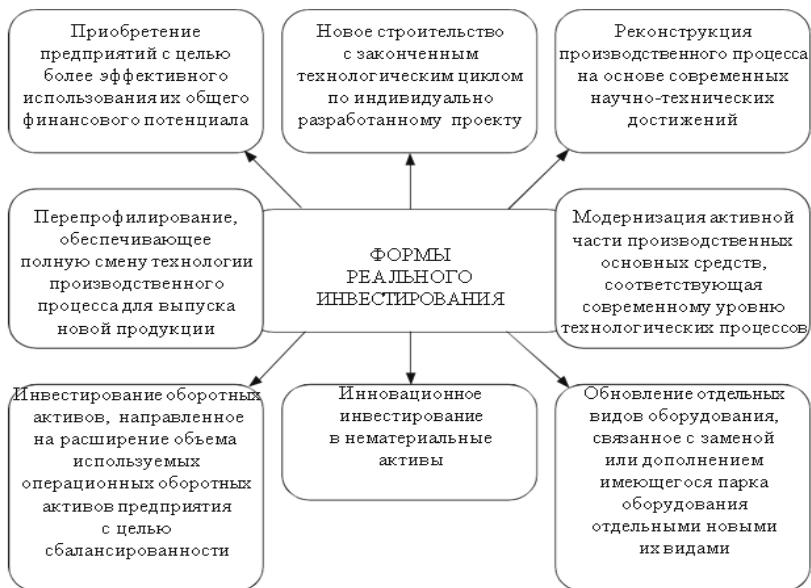 Приобретение
предприятий с целью
более эффективного
использования их общего
финансового потенциала
Новое строительство
с законченным
технологическим циклом
по индивидуально
разработанному проекту
Реконструкция
производственного процесса
на основе современных
научно-технических
достижений
Перепрофилирование,
обеспечивающее
полную смену технологии
производственного
процесса для выпуска
новой продукции
ФОРМЫ
РЕАЛЬНОГО
ИНВЕСТИРОВАНИЯ
Модернизация активной
части производственных
основных средств,
соответствующая
современному уровню
технологических процессов
Инвестирование оборотных
активов, направленное
на расширение объема
используемых
операционных оборотных
активов предприятия
с целью
сбалансированности
Инновационное
инвестирование
в нематериальные
активы
Обновление отдельных
видов оборудования,
связанное с заменой
или дополнением
имеющегося парка
оборудования
отдельными новыми
их видами